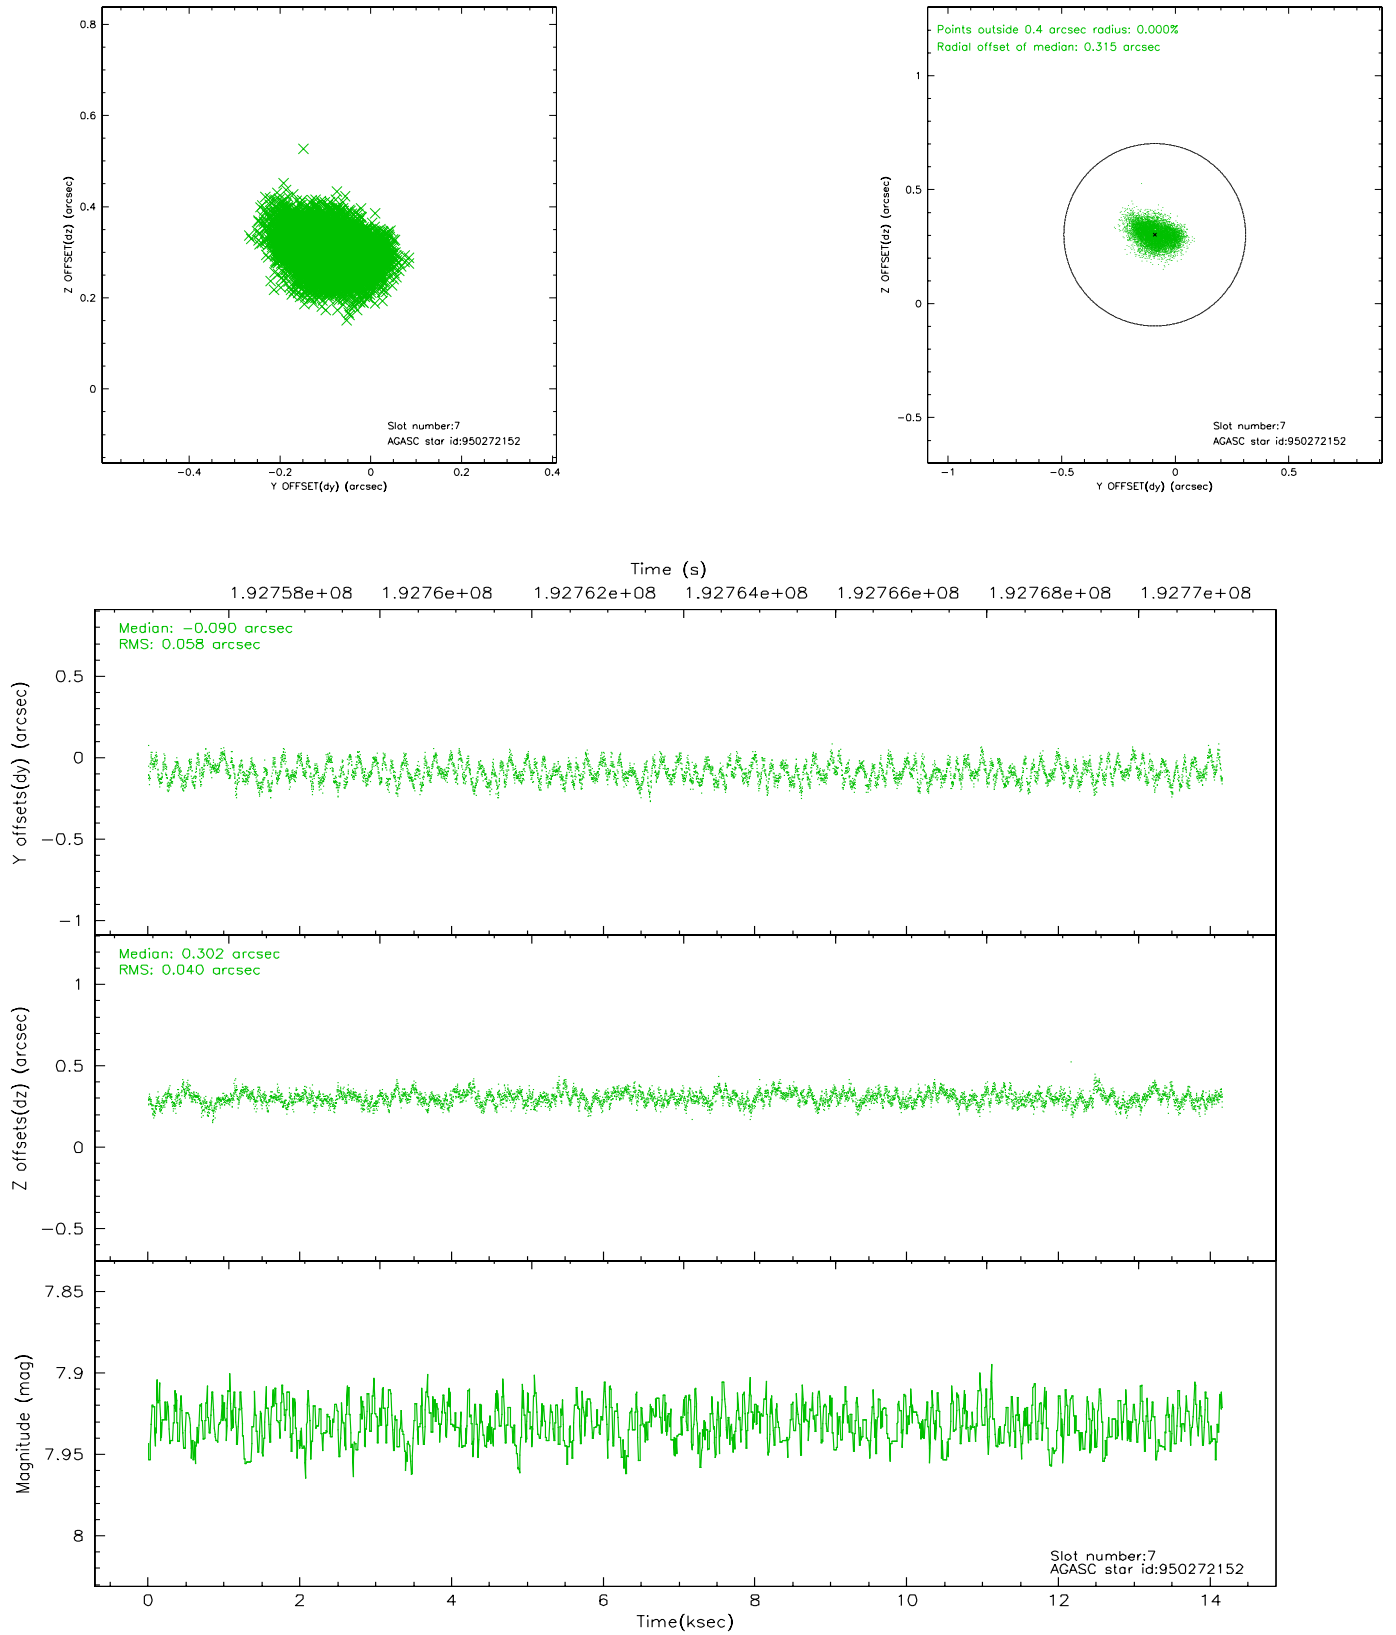 0.8
0.6
0.4
0.2
0
Z OFFSET(dz) (arcsec)
Slot number:7
AGASC star id:950272152
−0.4 −0.2 0 0.2 0.4
Y OFFSET(dy) (arcsec)
Points outside 0.4 arcsec radius: 0.000%
Radial offset of median: 0.315 arcsec
1
0.5
0
−0.5
Z OFFSET(dz) (arcsec)
Slot number:7
AGASC star id:950272152
−1 −0.5 0 0.5
Y OFFSET(dy) (arcsec)
Time (s)
1.92758e+08 1.9276e+08 1.92762e+08 1.92764e+08 1.92766e+08 1.92768e+08 1.9277e+08
Median: −0.090 arcsec
RMS: 0.058 arcsec
0.5
0
−0.5
−1
Y offsets(dy) (arcsec)
Median: 0.302 arcsec
RMS: 0.040 arcsec
1
0.5
0
−0.5
Z offsets(dz) (arcsec)
7.85
7.9
7.95
8
Magnitude (mag)
Slot number:7
AGASC star id:950272152
0 2 4 6 8 10 12 14
Time(ksec)